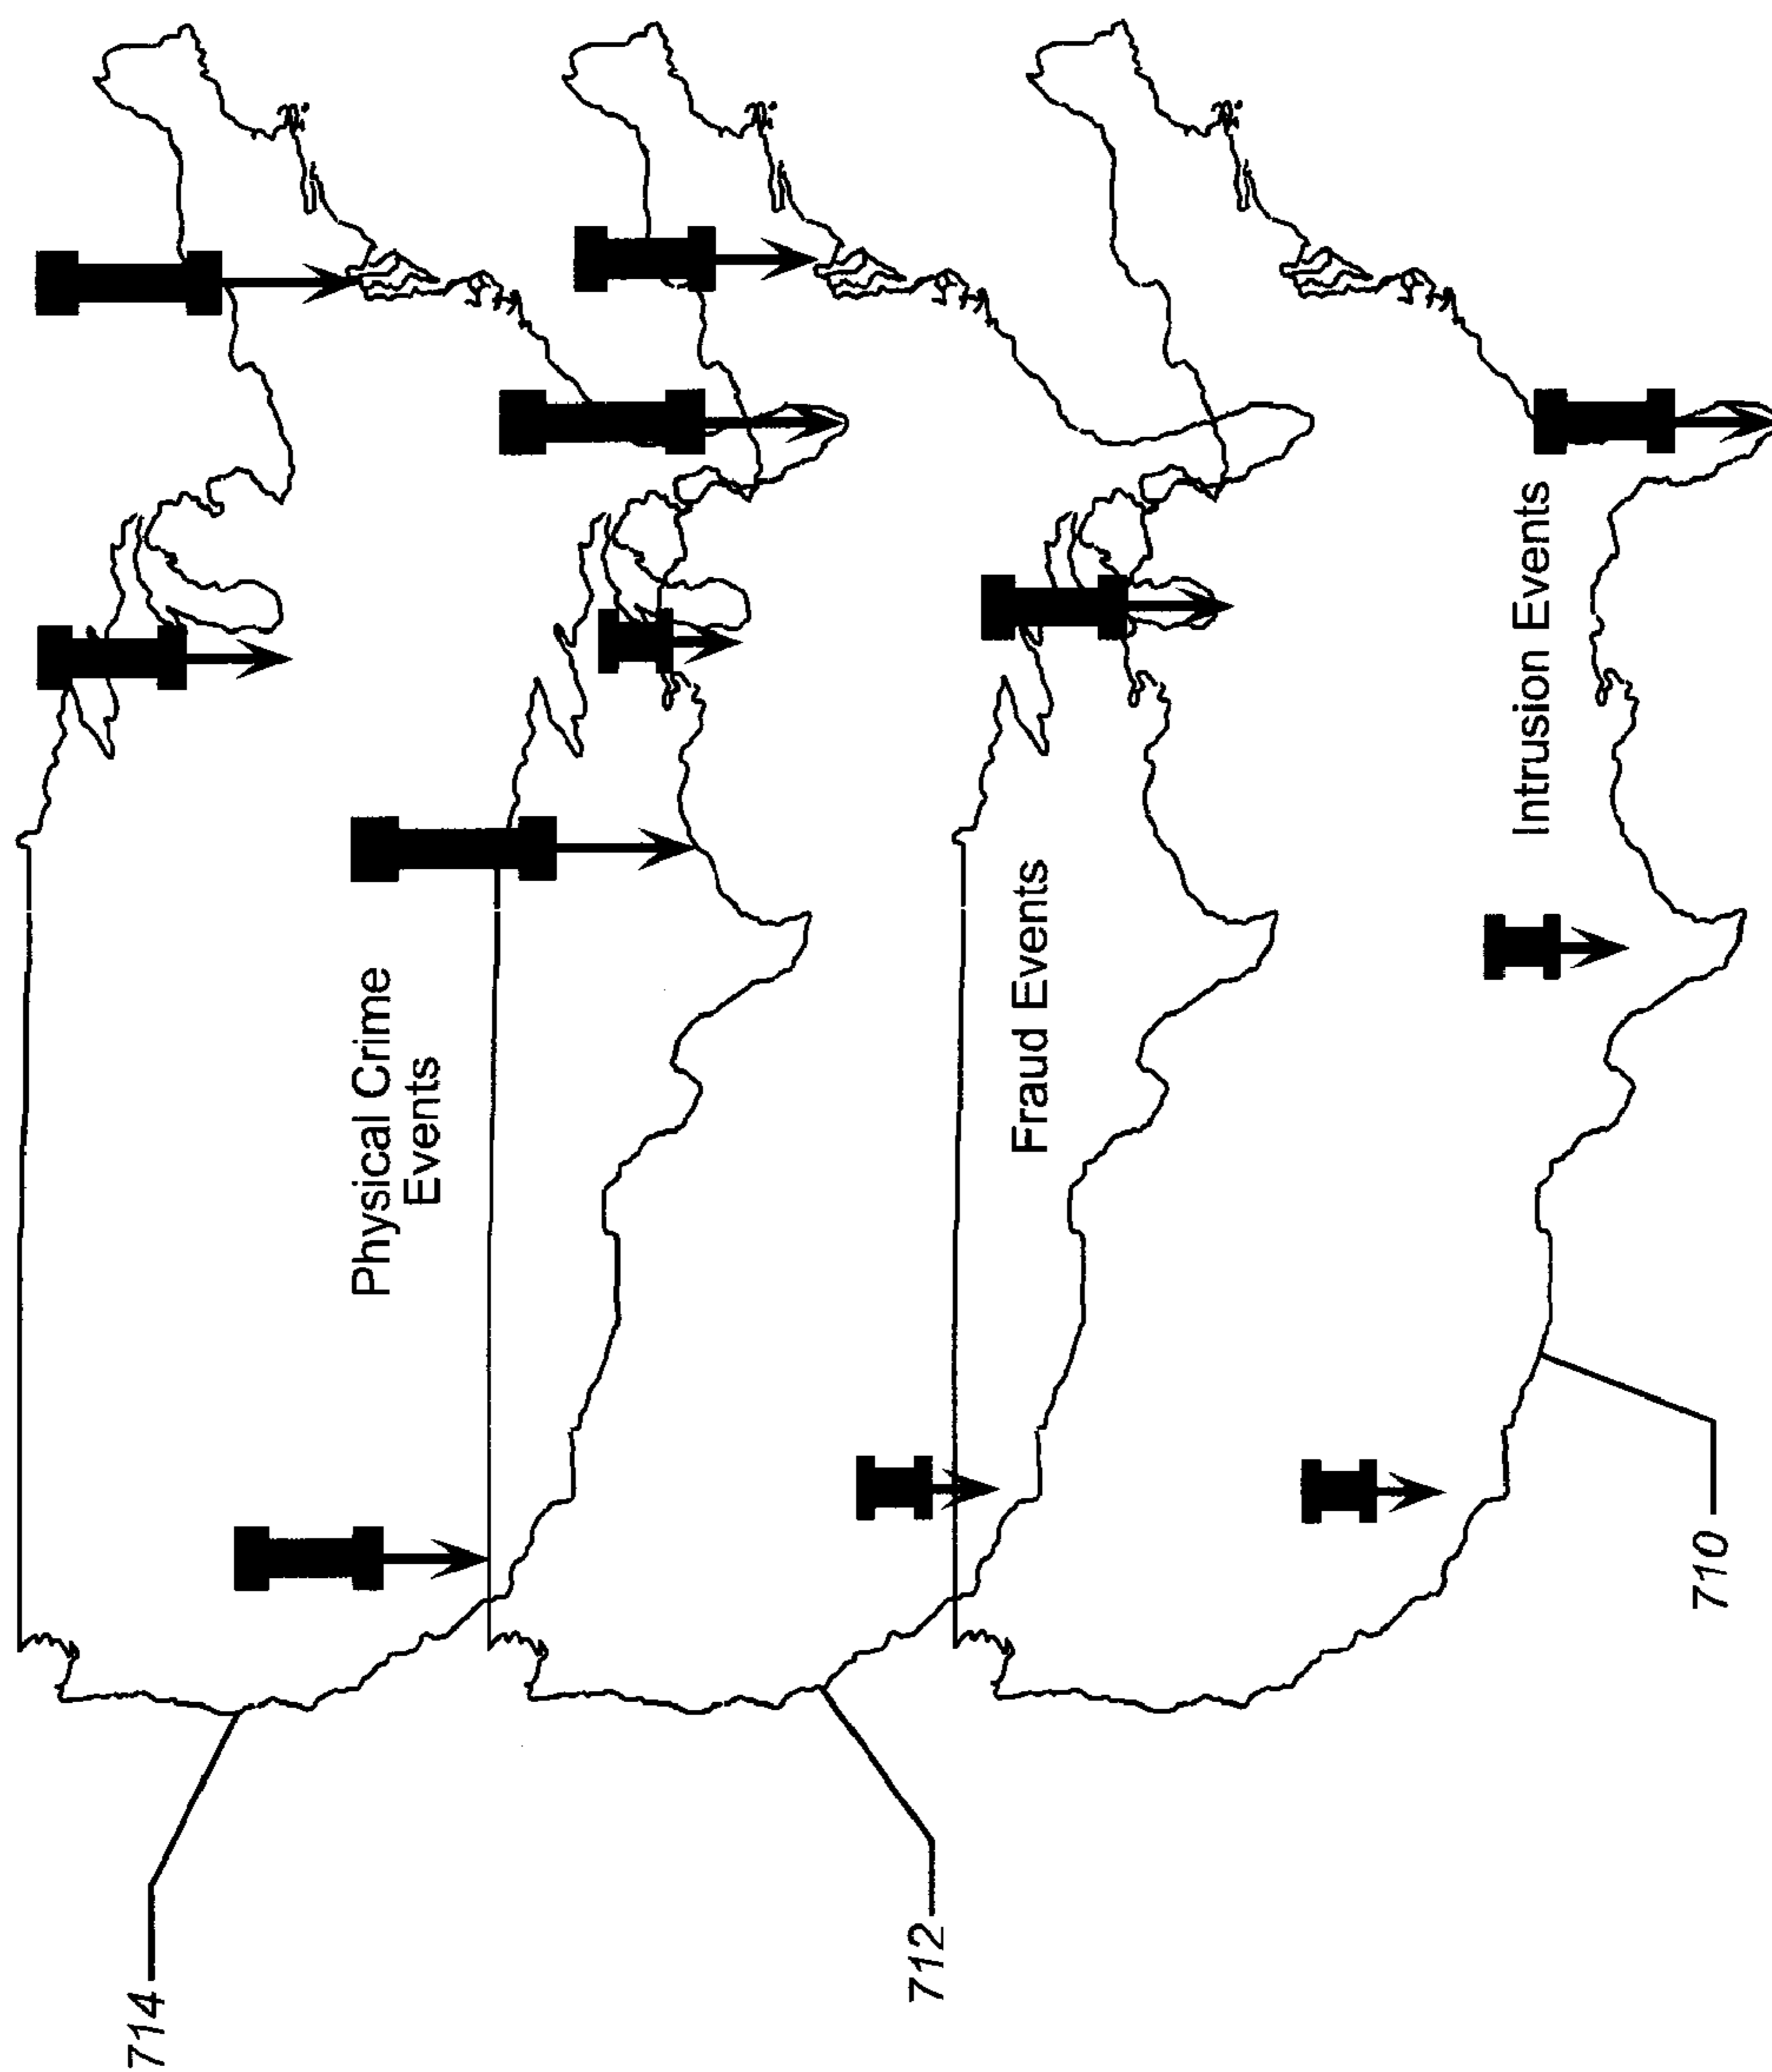 714
Physical Crime
Events
712
Fraud Events
Intrusion Events
710